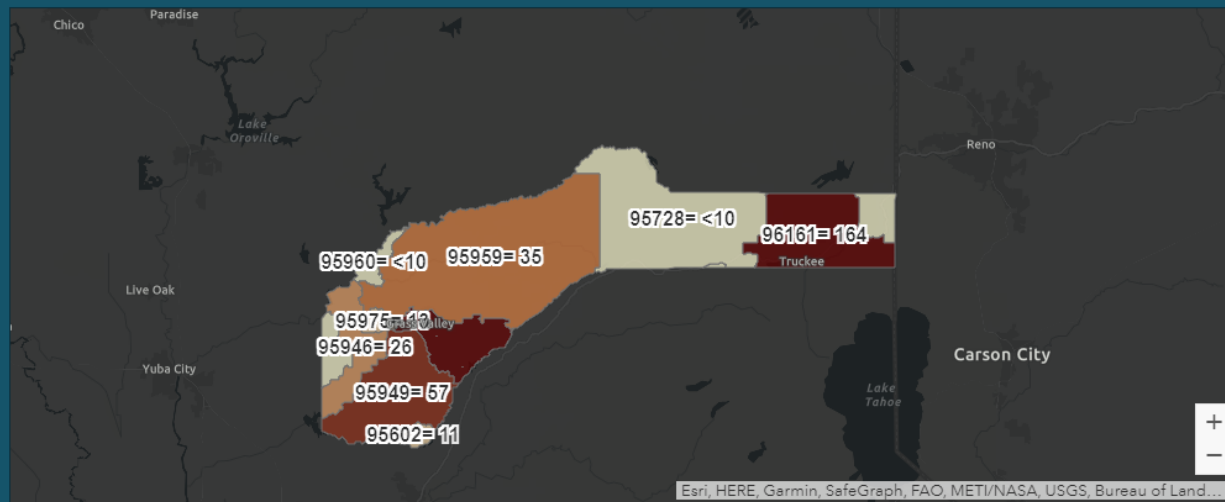 Paradise
Chico
Lake
Oroville
Reno
95728= <10
96161= 164
95959= 35
95960= <10
Truckee
Live Oak
95975=
Grass Valley
95946= 26
Carson City
Yuba City
95949= 57
Lake
Tahoe
95602= 11
+
−
Esri, HERE, Garmin, SafeGraph, FAO, METI/NASA, USGS, Bureau of Land...